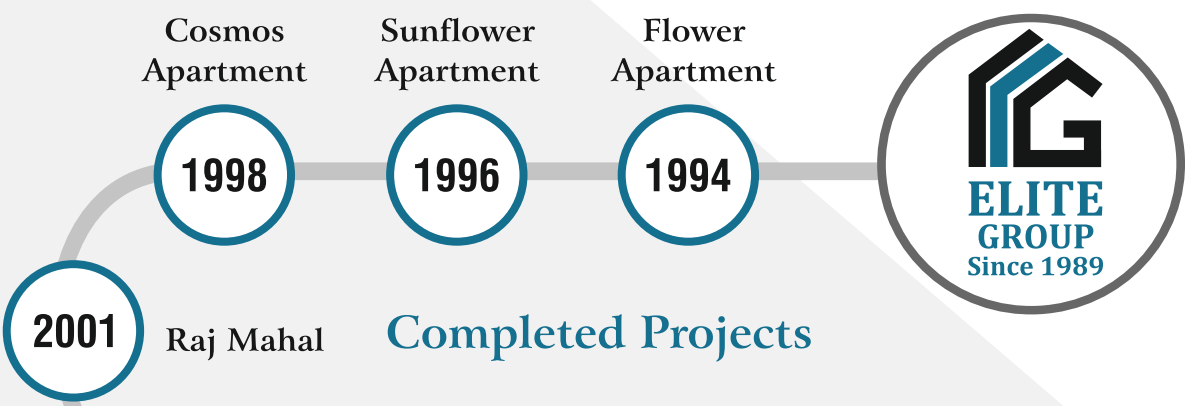 Cosmos
Apartment
Sunflower
Apartment
Flower
Apartment
1998
1996
1994
ELITE
GROUP
Since 1989
2001
Raj Mahal
Completed Projects